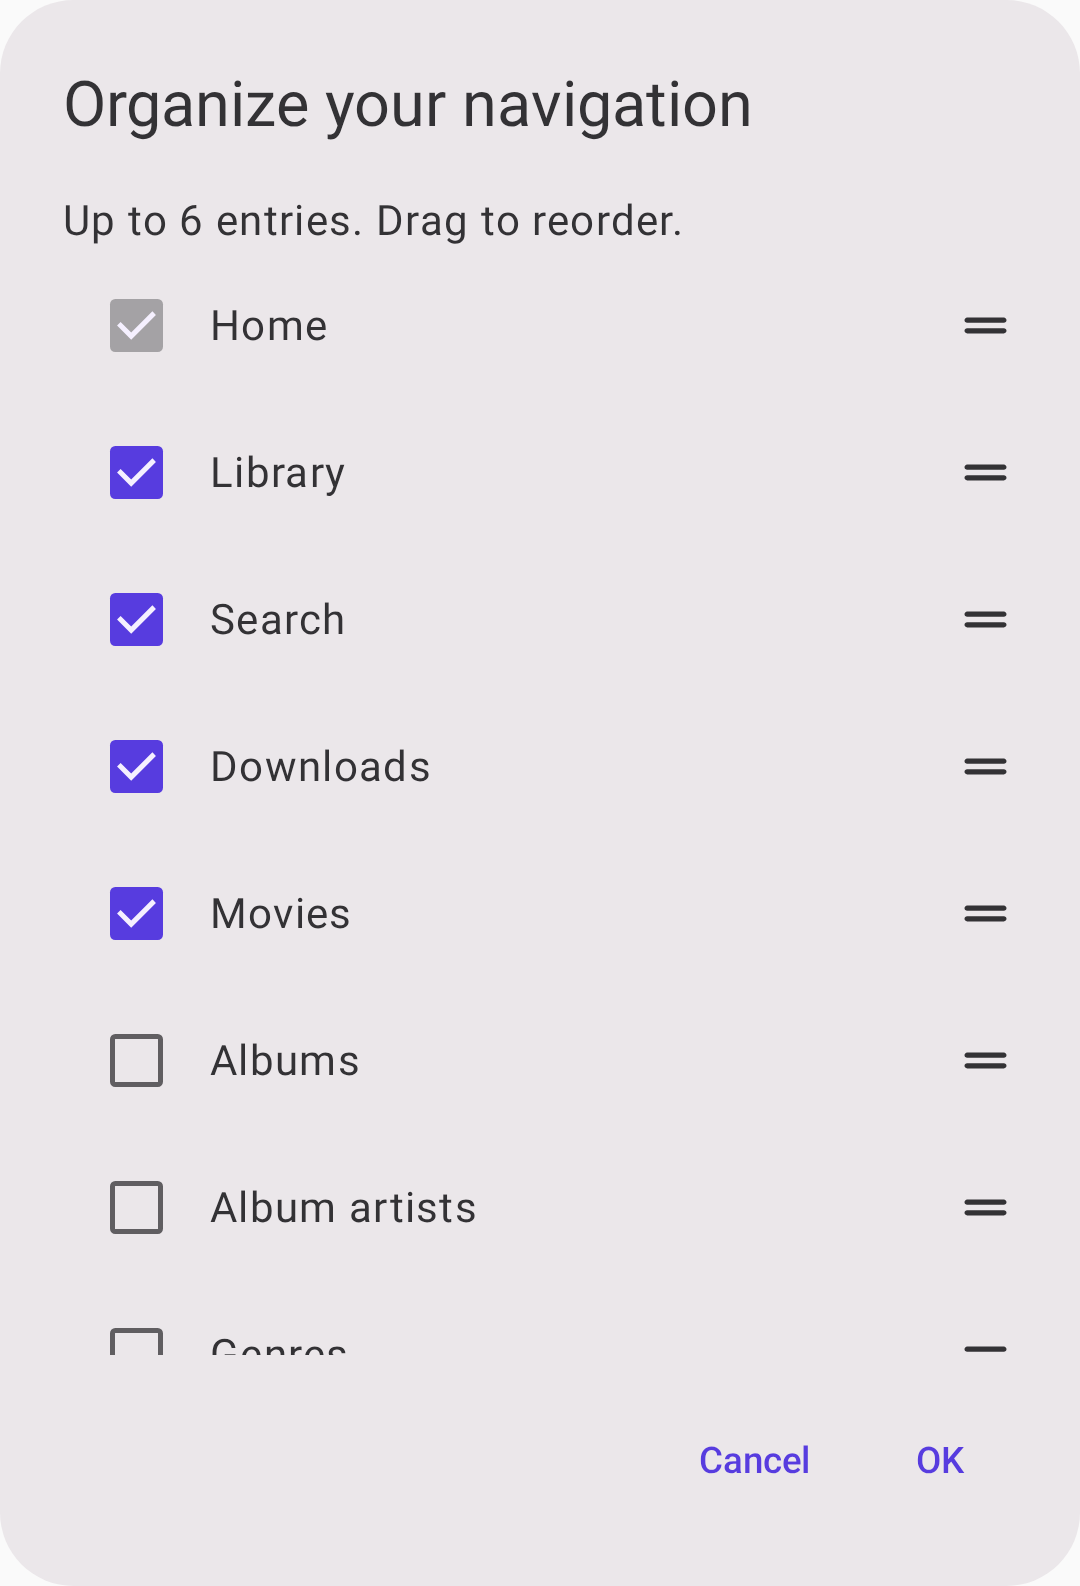 Organize your navigation
Up to 6 entries. Drag to reorder.
Home
Library
Search
Downloads
Movies
Albums
Album artists
Genres
Cancel
OK